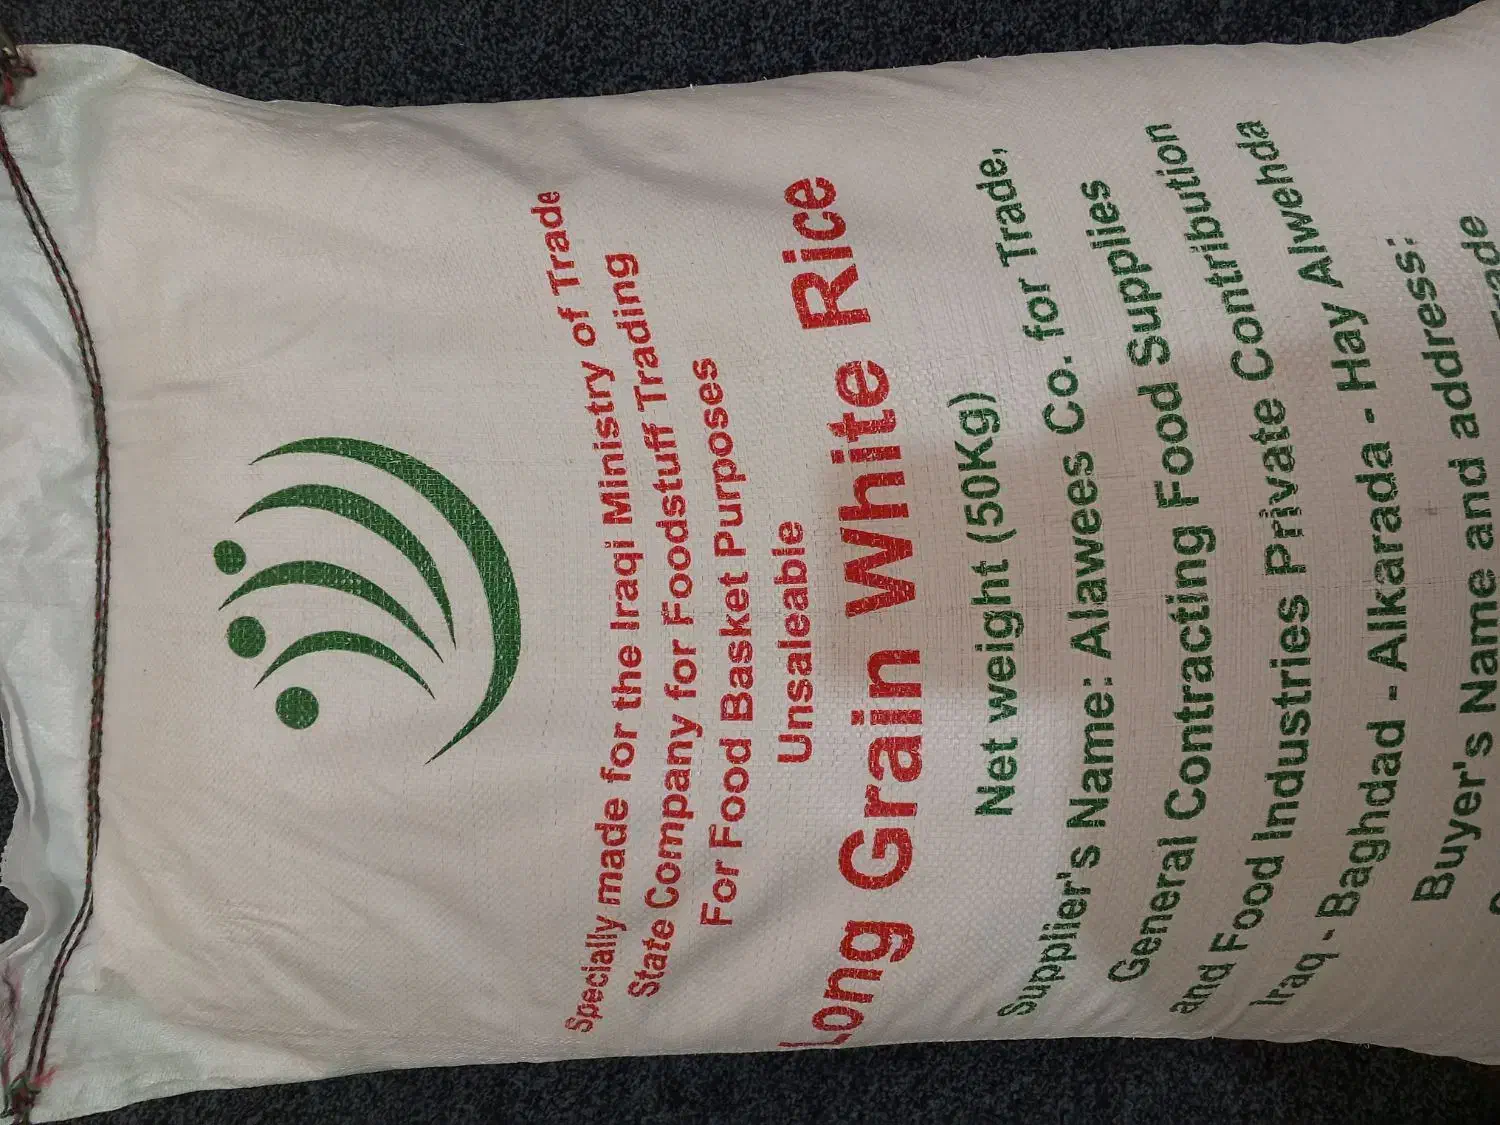 Specially made for the Iraqi Ministry of Trade
State Company for Foodstuff Trading
For Food Basket Purposes
Unsaleable
Long Grain White Rice
Net weight (50Kg)
Supplier's Name: Alawees Co. for Trade,
General Contracting Food Supplies
and Food Industries Private Contribution
Iraq - Baghdad - Alkarada - Hay Alwehda
Buyer's Name and address:
Trade